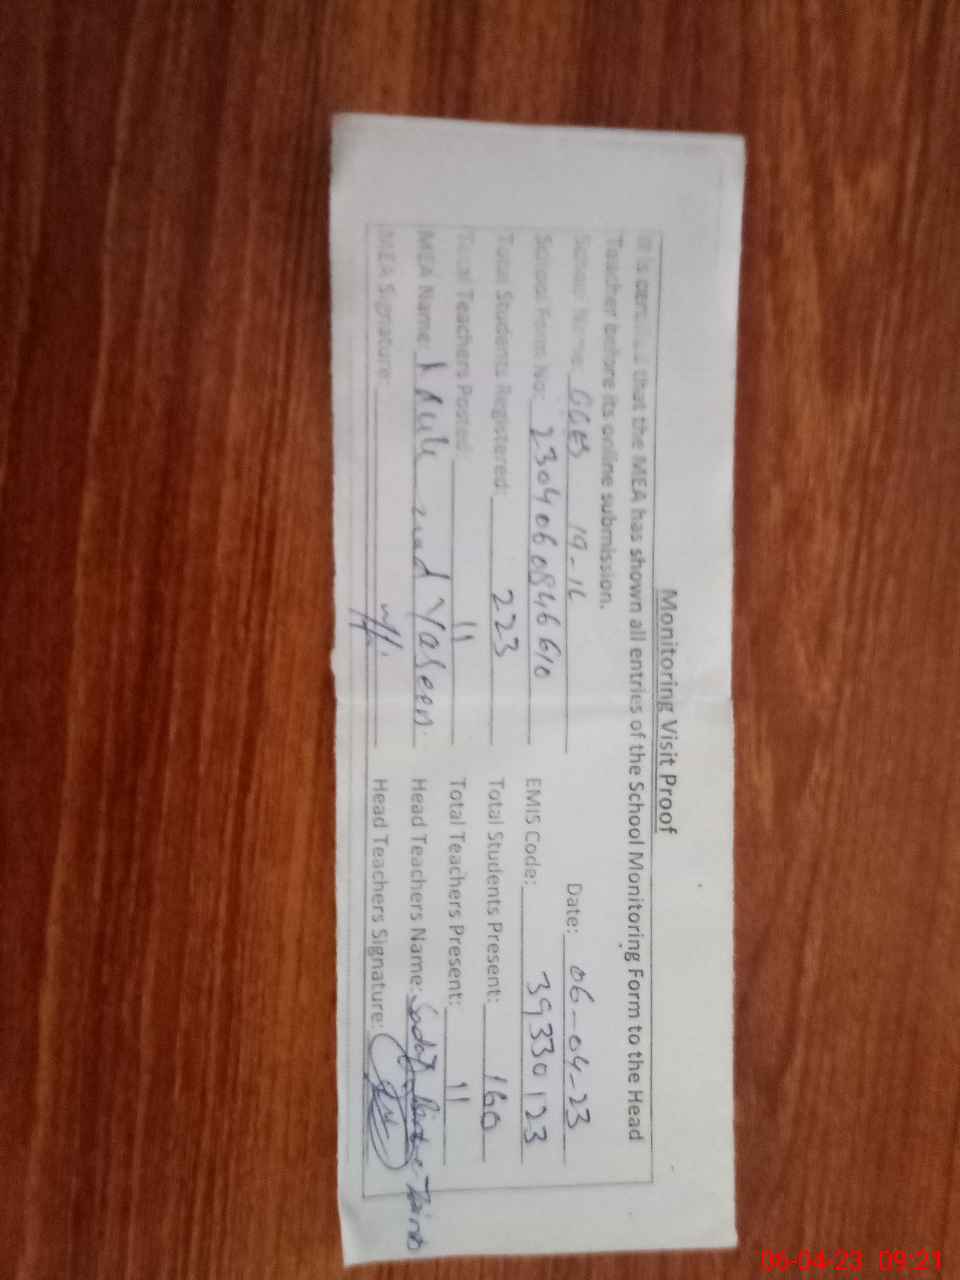 Monitoring Visit Proof
It is that the MEA has shown all entries of the School Monitoring Form to the Head
Teacher before its online submission.
School Name: 19-16 Date: 06-04-23
School Form No: 23040608466610 EMIS Code: 39330123
Total Students Registered: 223 Total Students Present: 160
Total Teachers Posted: 11 Total Teachers Present: 11
MEA Name: Yaseen Head Teachers Name:
MEA Signature: Head Teachers Signature:
06-04-23 09:21